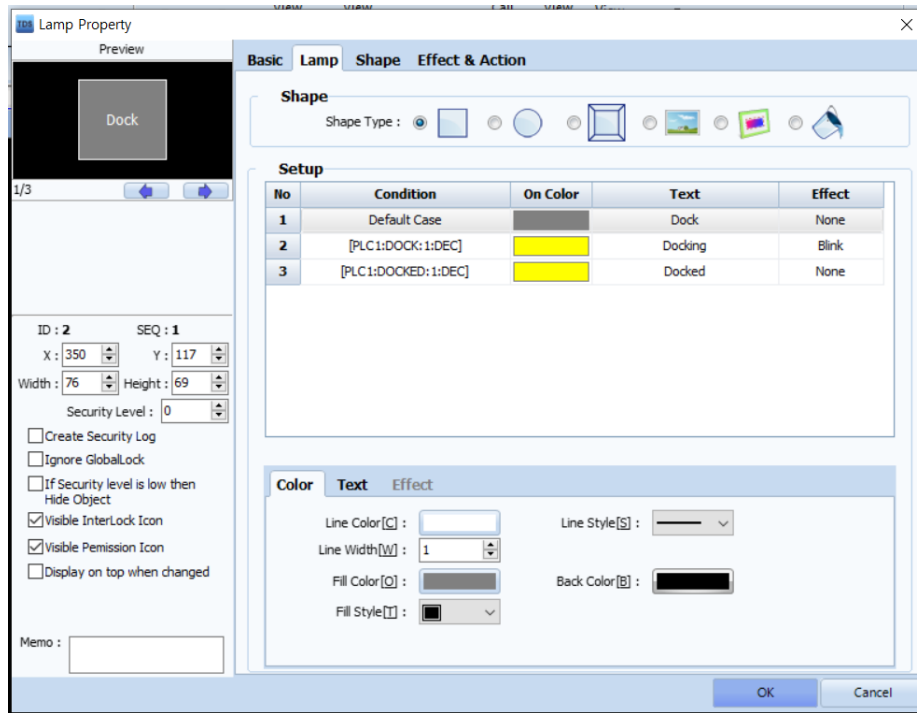 TDS Lamp Property
Preview
Dock
1/3
ID : 2 SEQ : 1
X : 350 Y : 117
Width : 76 Height : 69
Security Level : 0
Create Security Log
Ignore GlobalLock
If Security level is low then
Hide Object
Visible InterLock Icon
Visible Pemission Icon
Display on top when changed
Memo :
Basic Lamp Shape Effect & Action
Shape
Shape Type :
Setup
No Condition On Color Text Effect
1 Default Case Dock None
2 [PLC1:DOCK:1:DEC] Docking Blink
3 [PLC1:DOCKED:1:DEC] Docked None
Color Text Effect
Line Color[C] : Line Style[S] :
Line Width[W] : 1
Fill Color[O] : Back Color[B] :
Fill Style[T] :
OK Cancel